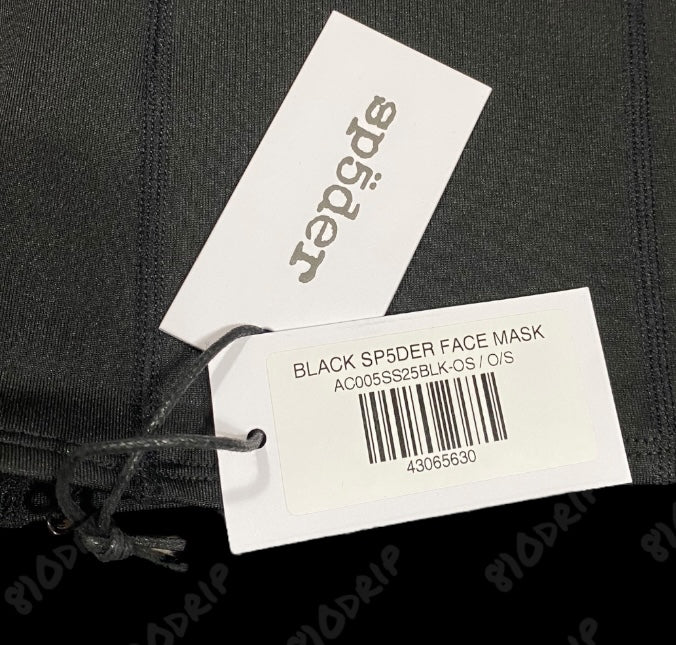 sp5der
BLACK SP5DER FACE MASK
AC005SS25BLK-OS / O/S
43065630
810DRIP
810DRIP
810DRIP
810DRIP